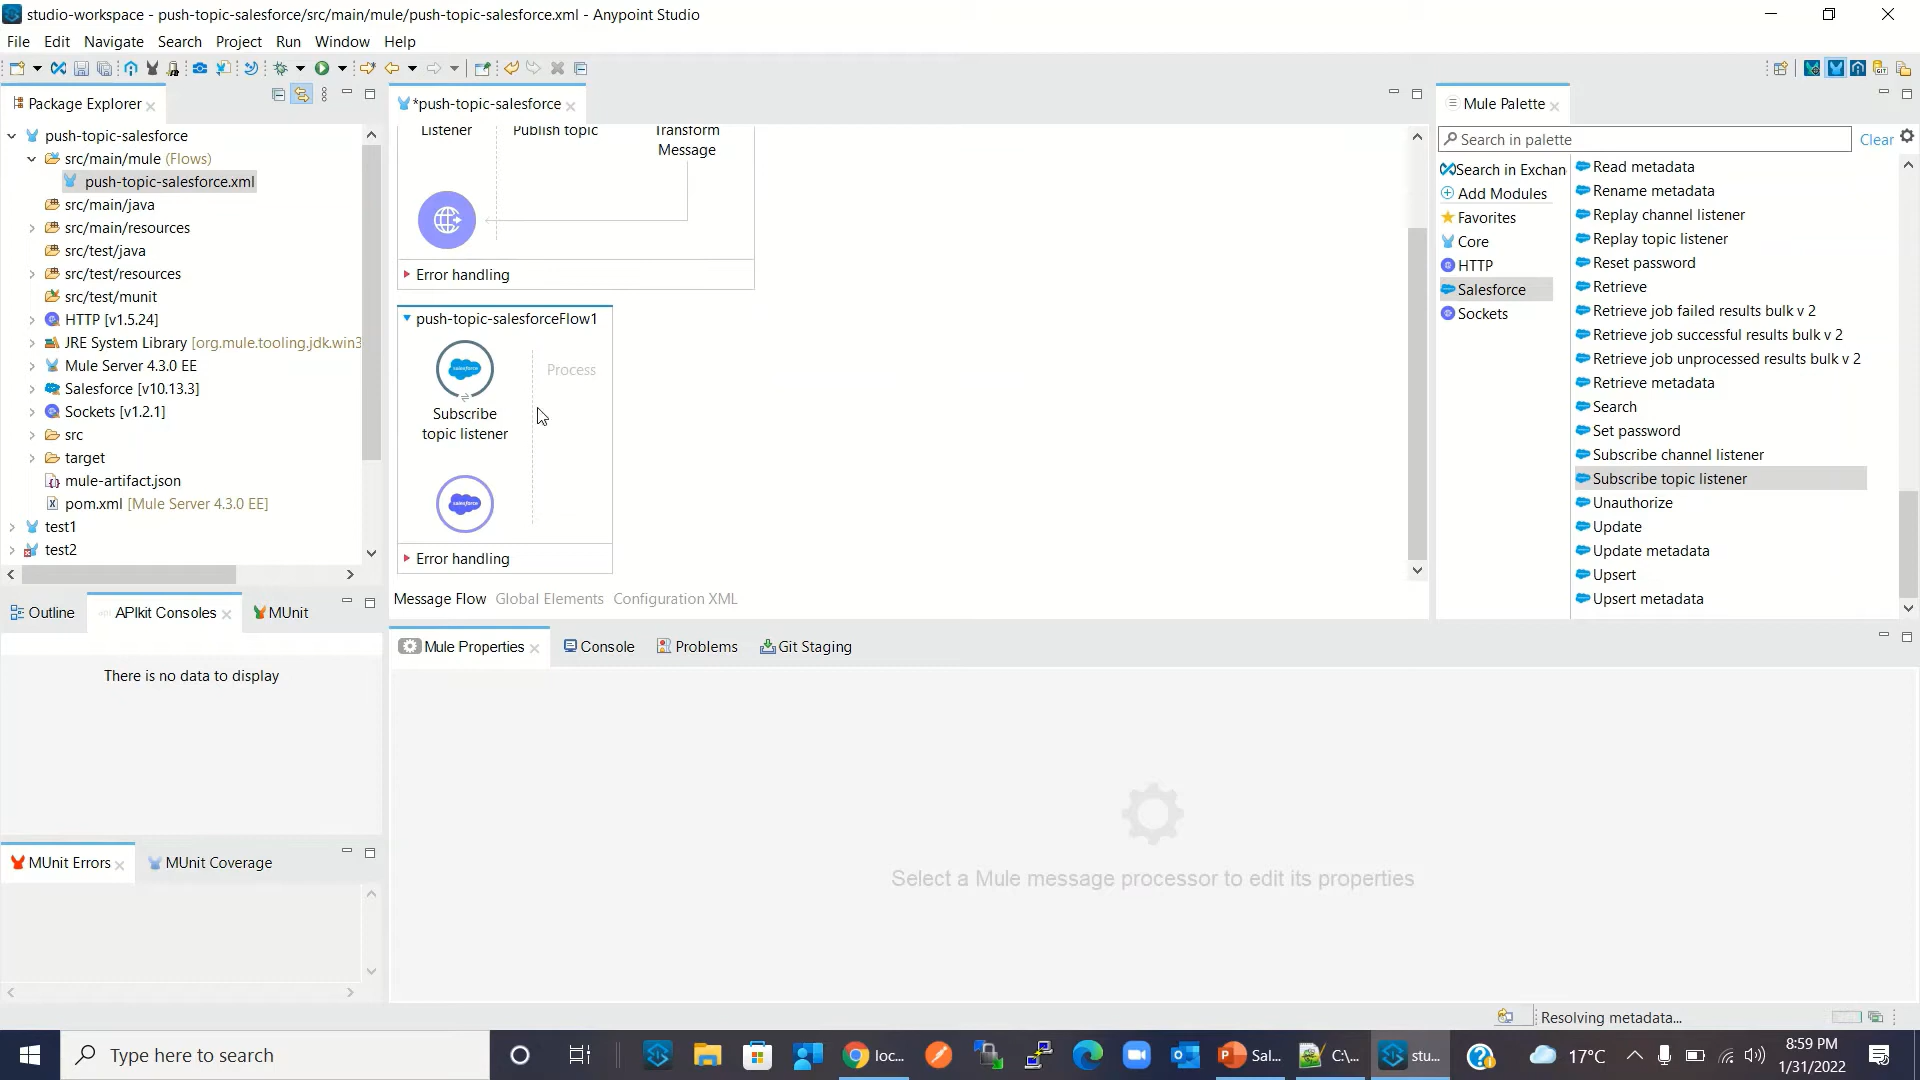 studio-workspace - push-topic-salesforce/src/main/mule/push-topic-salesforce.xml - Anypoint Studio
File Edit Navigate Search Project Run Window Help
Package Explorer
push-topic-salesforce
src/main/mule (Flows)
push-topic-salesforce.xml
src/main/java
src/main/resources
src/test/java
src/test/resources
src/test/munit
HTTP [v1.5.24]
JRE System Library [org.mule.tooling.jdk.win3
Mule Server 4.3.0 EE
Salesforce [v10.13.3]
Sockets [v1.2.1]
src
target
mule-artifact.json
pom.xml [Mule Server 4.3.0 EE]
test1
test2
*push-topic-salesforce
Listener
Publish topic
Transform
Message
Error handling
push-topic-salesforceFlow1
salesforce
Process
Subscribe
topic listener
salesforce
Error handling
Message Flow Global Elements Configuration XML
Mule Palette
Search in palette
Clear
Search in Exchan
Add Modules
Favorites
Core
HTTP
Salesforce
Sockets
Read metadata
Rename metadata
Replay channel listener
Replay topic listener
Reset password
Retrieve
Retrieve job failed results bulk v 2
Retrieve job successful results bulk v 2
Retrieve job unprocessed results bulk v 2
Retrieve metadata
Search
Set password
Subscribe channel listener
Subscribe topic listener
Unauthorize
Update
Update metadata
Upsert
Upsert metadata
Outline APIkit Consoles MUnit
There is no data to display
MUnit Errors MUnit Coverage
Mule Properties Console Problems Git Staging
Select a Mule message processor to edit its properties
Resolving metadata...
Type here to search
loc...
Sal...
C:\...
stu...
17°C
8:59 PM
1/31/2022